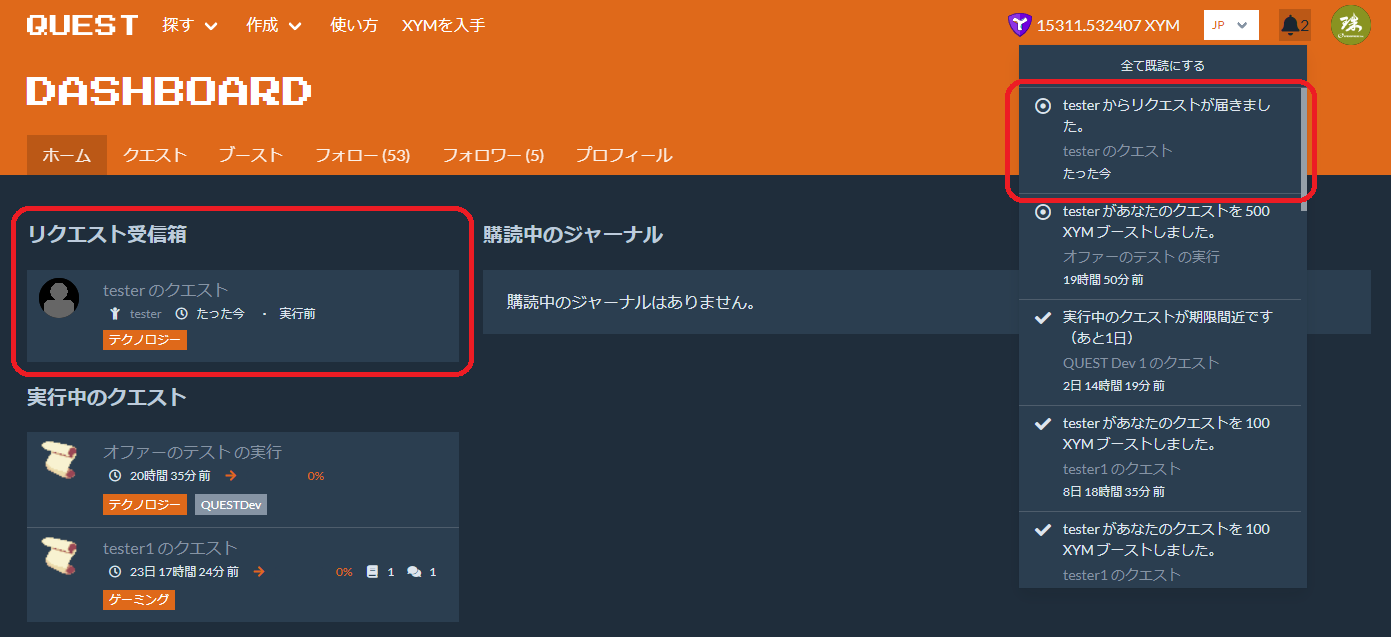 QUEST 探す 作成 使い方 XYMを入手 15311.532407 XYM JP 2
DASHBOARD
ホーム クエスト ブースト フォロー (53) フォロワー (5) プロフィール
リクエスト受信箱
tester のクエスト
tester たった今 ・ 実行前
テクノロジー
実行中のクエスト
オファーのテスト の実行
20時間 35分 前 0%
テクノロジー QUESTDev
tester1 のクエスト
23日 17時間 24分 前 0% 1 1
ゲーミング
購読中のジャーナル
購読中のジャーナルはありません。
全て既読にする
tester からリクエストが届きまし
た。
tester のクエスト
たった今
tester があなたのクエストを 500
XYM ブーストしました。
オファーのテスト の実行
19時間 50分 前
実行中のクエストが期限間近です
（あと1日）
QUEST Dev 1 のクエスト
2日 14時間 19分 前
tester があなたのクエストを 100
XYM ブーストしました。
tester1 のクエスト
8日 18時間 35分 前
tester があなたのクエストを 100
XYM ブーストしました。
tester1 のクエスト